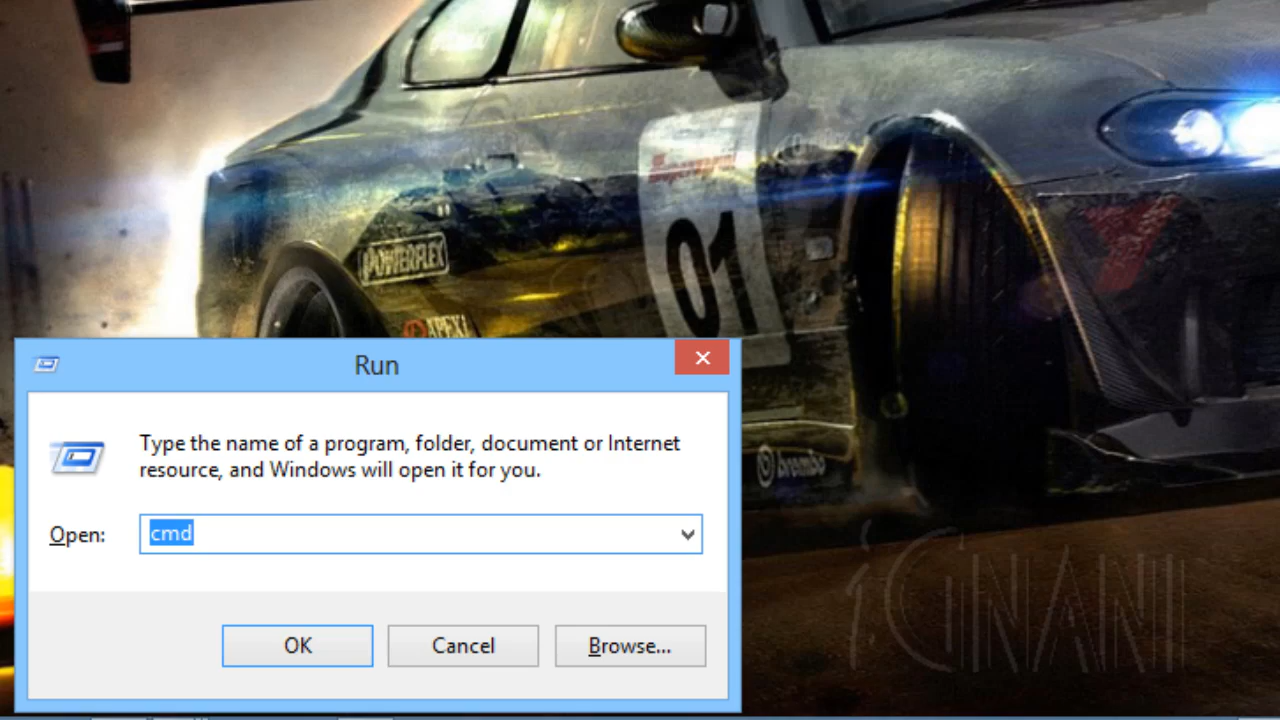 POWERFLEX
01
APEXi
brembo
iGNANI
Run
Type the name of a program, folder, document or Internet
resource, and Windows will open it for you.
Open:
cmd
OK
Cancel
Browse...